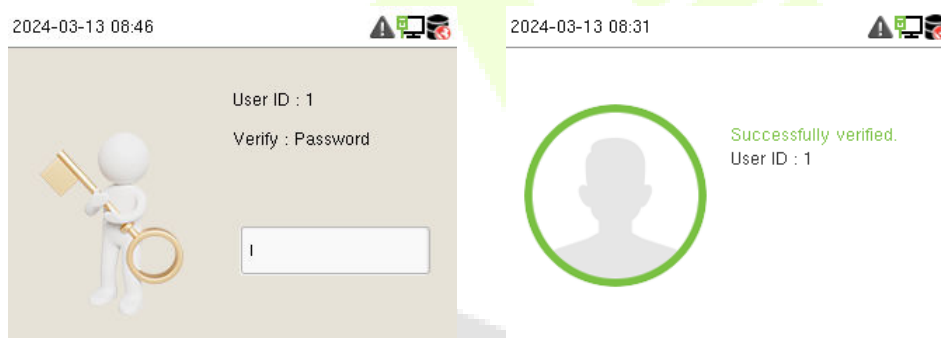 2024-03-13 08:46
User ID : 1
Verify : Password
2024-03-13 08:31
Successfully verified.
User ID : 1